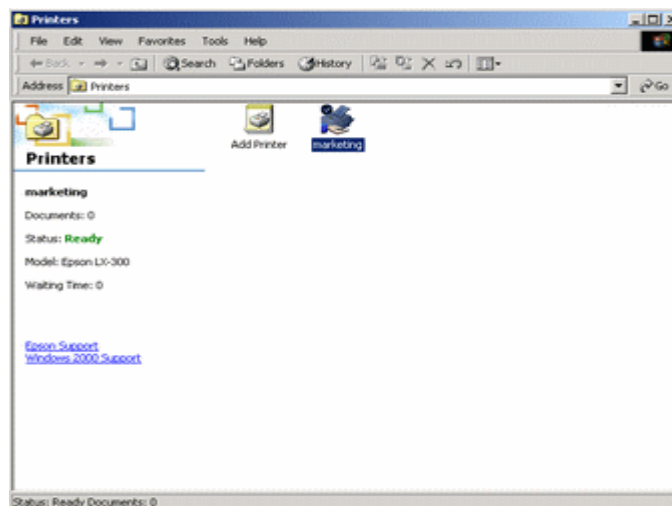 Printers
File Edit View Favorites Tools Help
Back Search Folders History
Address Printers Go
Add Printer marketing
Printers
marketing
Documents: 0
Status: Ready
Model: Epson LX-300
Waiting Time: 0
Epson Support
Windows 2000 Support
Status: Ready Documents: 0